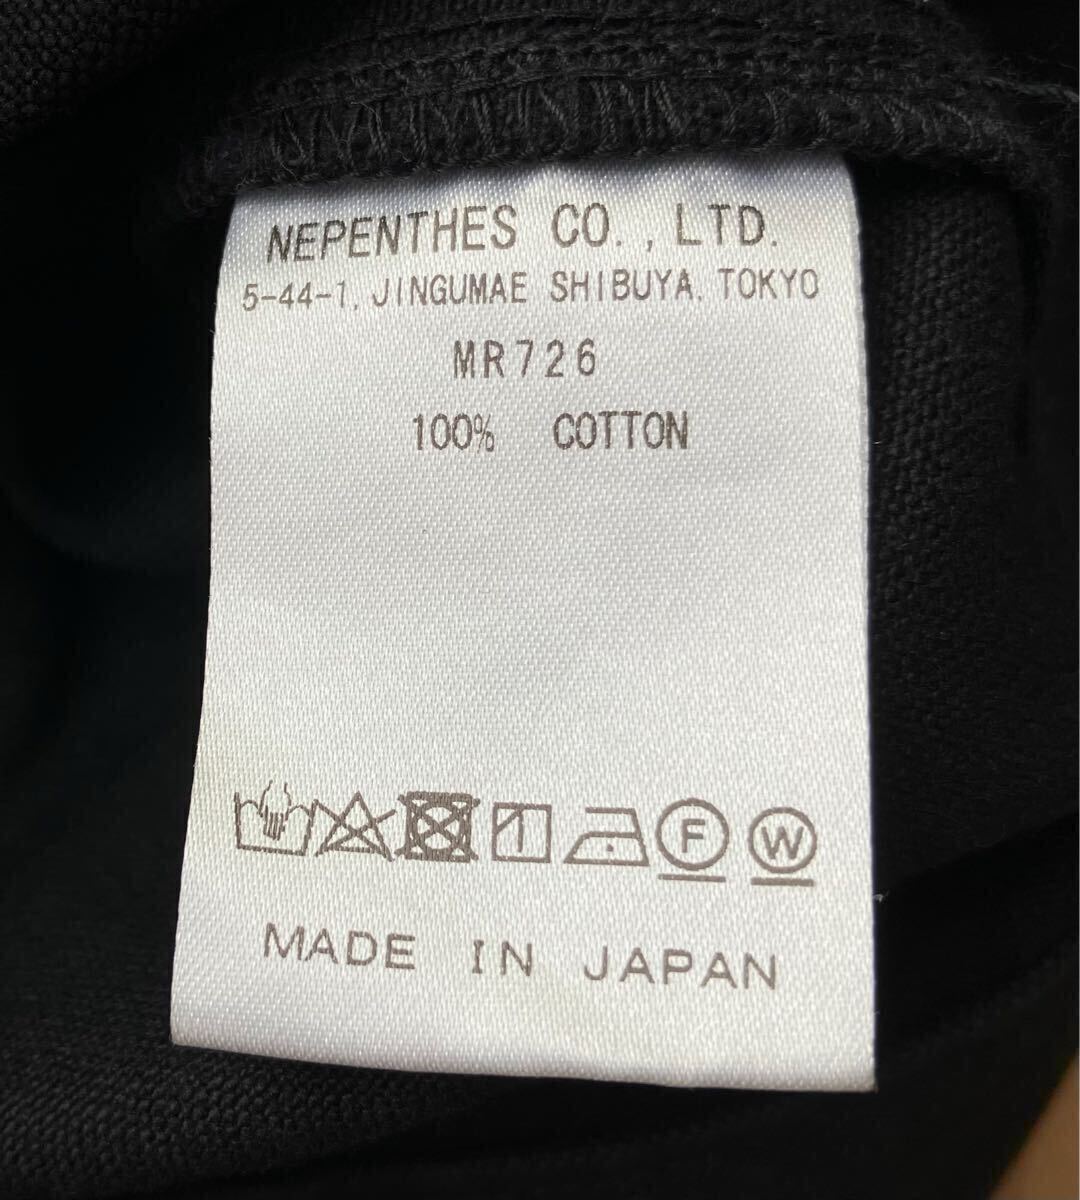 NEPENTHES CO., LTD.
5-44-1, JINGUMAE SHIBUYA. TOKYO
MR726
100% COTTON
F W
MADE IN JAPAN